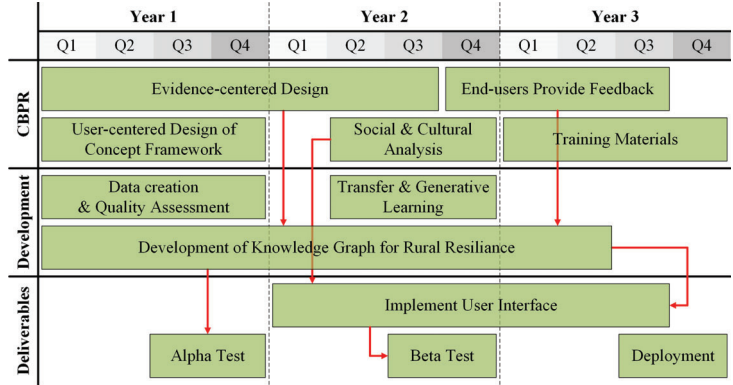 Year 1 Year 2 Year 3
Q1 Q2 Q3 Q4 Q1 Q2 Q3 Q4 Q1 Q2 Q3 Q4
CBPR
Evidence-centered Design
End-users Provide Feedback
User-centered Design of
Concept Framework
Social & Cultural
Analysis
Training Materials
Development
Data creation
& Quality Assessment
Transfer & Generative
Learning
Development of Knowledge Graph for Rural Resiliance
Deliverables
Implement User Interface
Alpha Test
Beta Test
Deployment